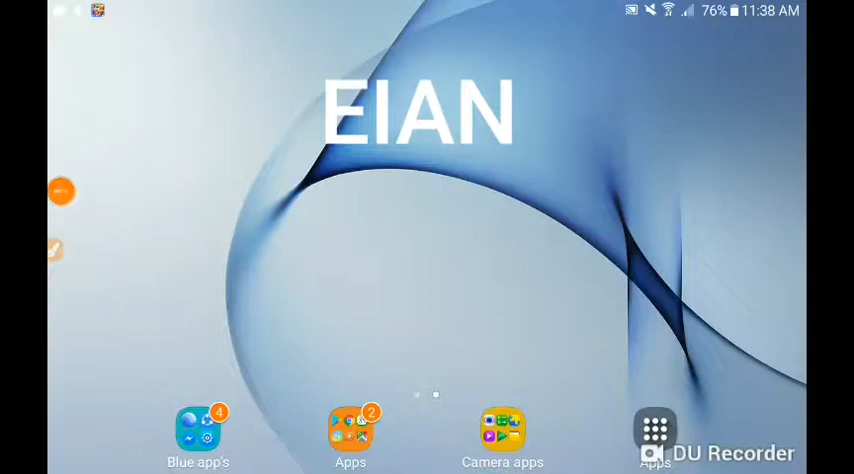 76% 11:38 AM
EIAN
4
2
Blue app's
Apps
Camera apps
Apps
DU Recorder